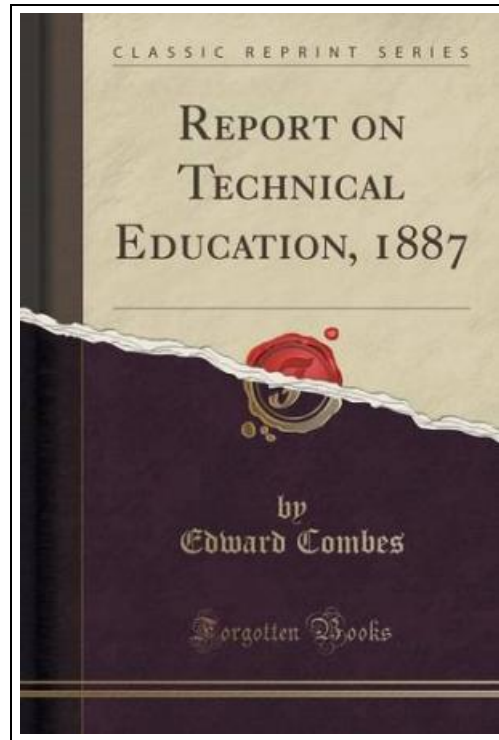 CLASSIC REPRINT SERIES
REPORT ON
TECHNICAL
EDUCATION, 1887
by
Edward Combes
Forgotten Books